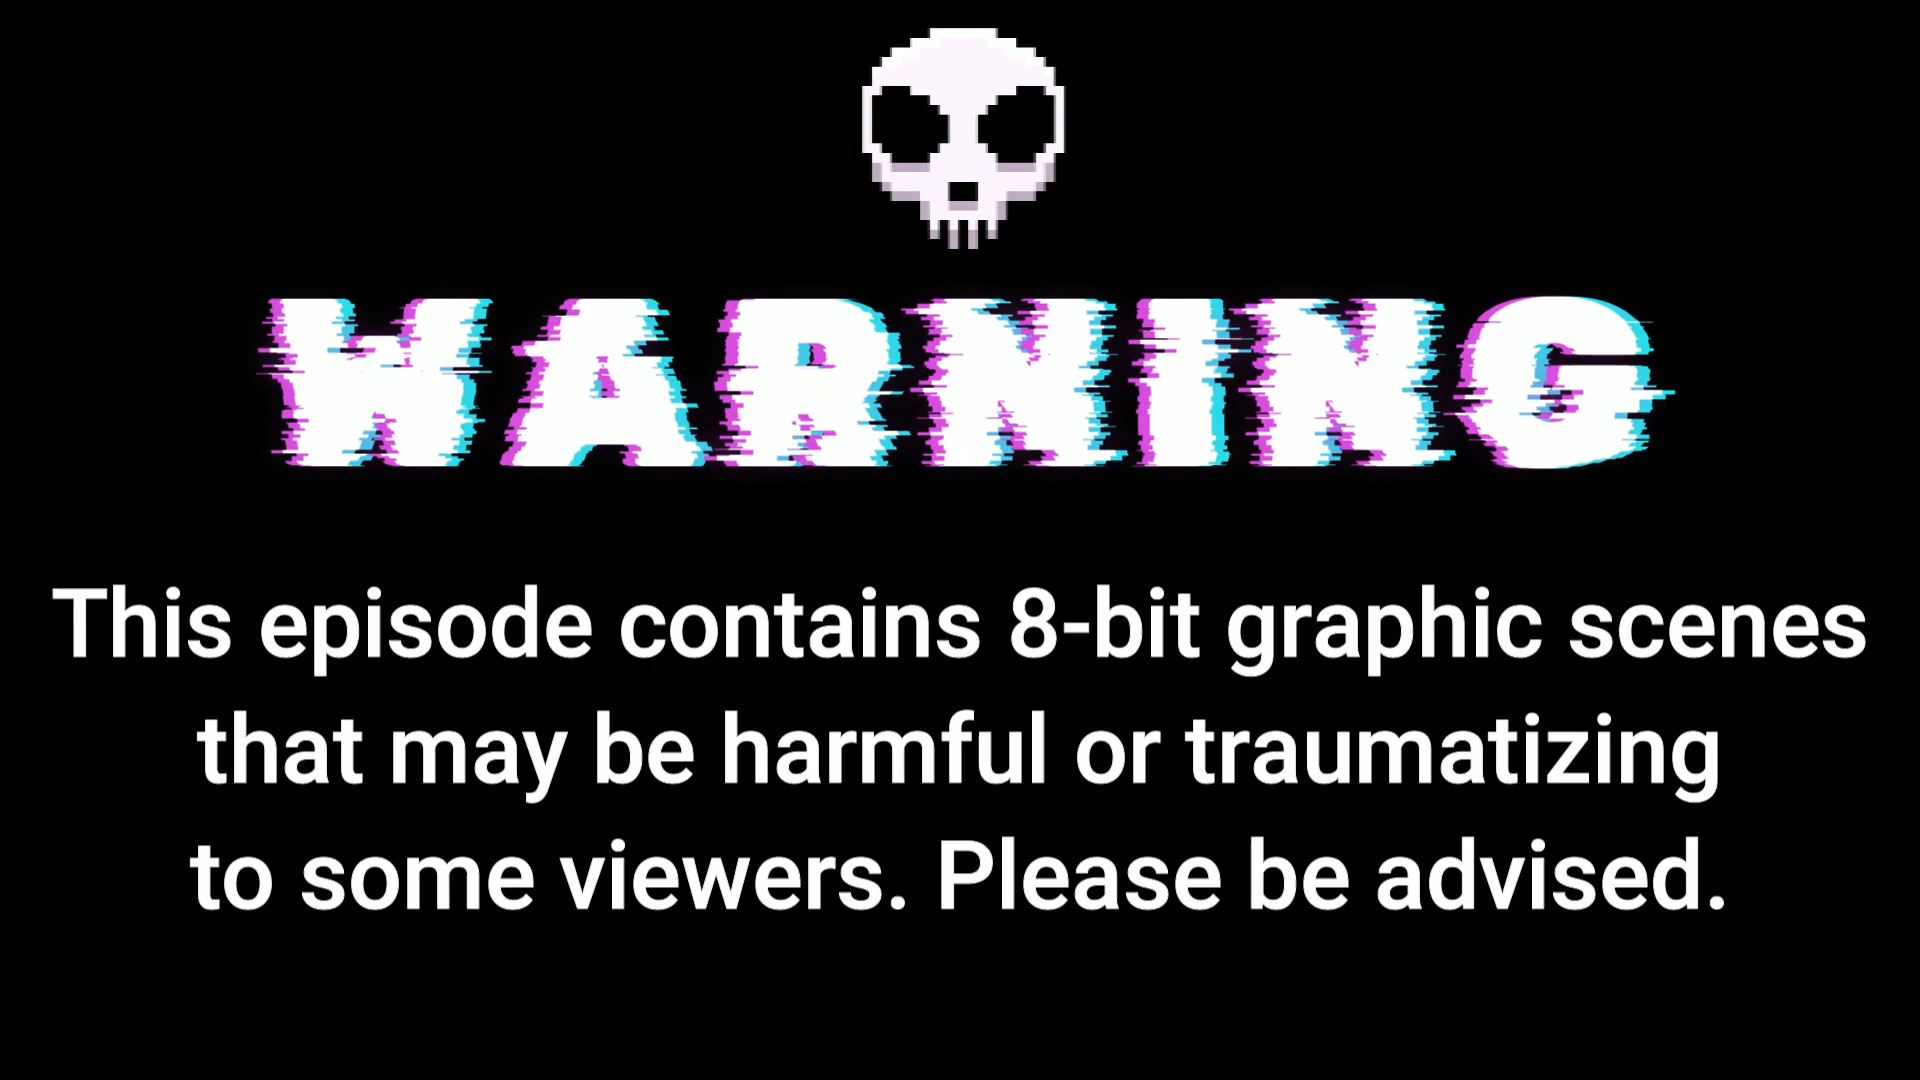 WARNING
This episode contains 8-bit graphic scenes
that may be harmful or traumatizing
to some viewers. Please be advised.